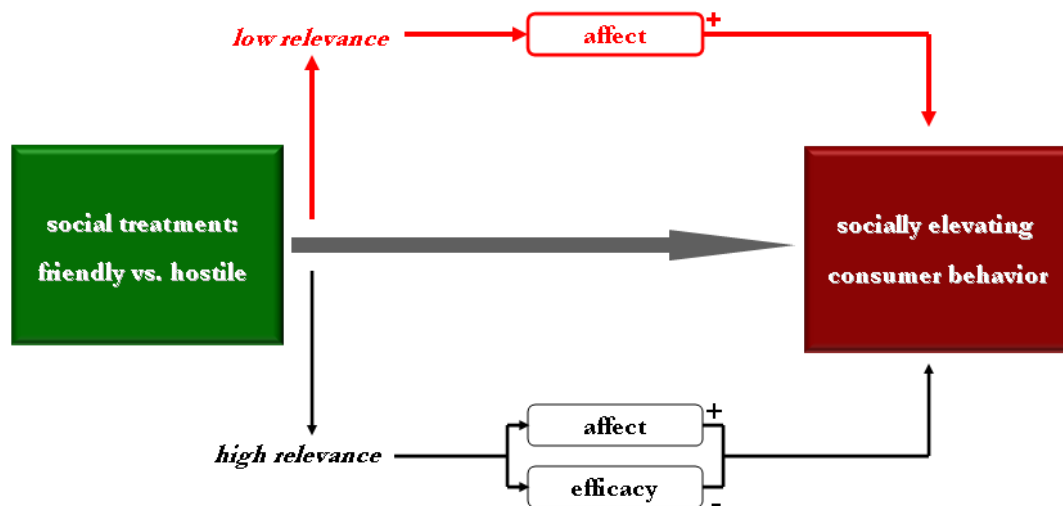 low relevance
affect
+
social treatment:
friendly vs. hostile
socially elevating
consumer behavior
high relevance
affect
+
efficacy
-